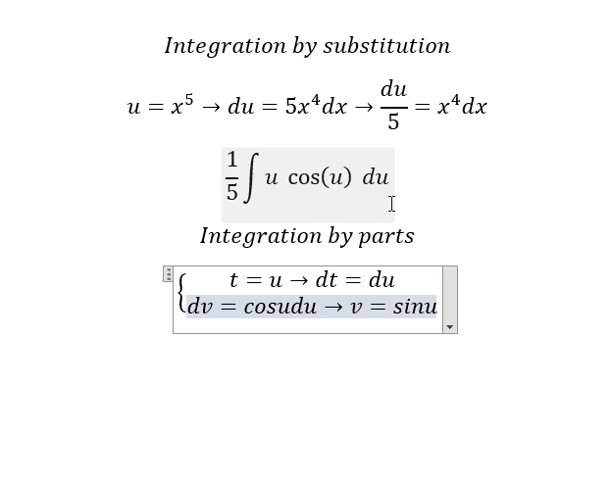 Integration by substitution
u = x⁵ → du = 5x⁴dx → du/5 = x⁴dx
1/5 ∫ u cos(u) du
Integration by parts
{ t = u → dt = du
dv = cosudu → v = sinu